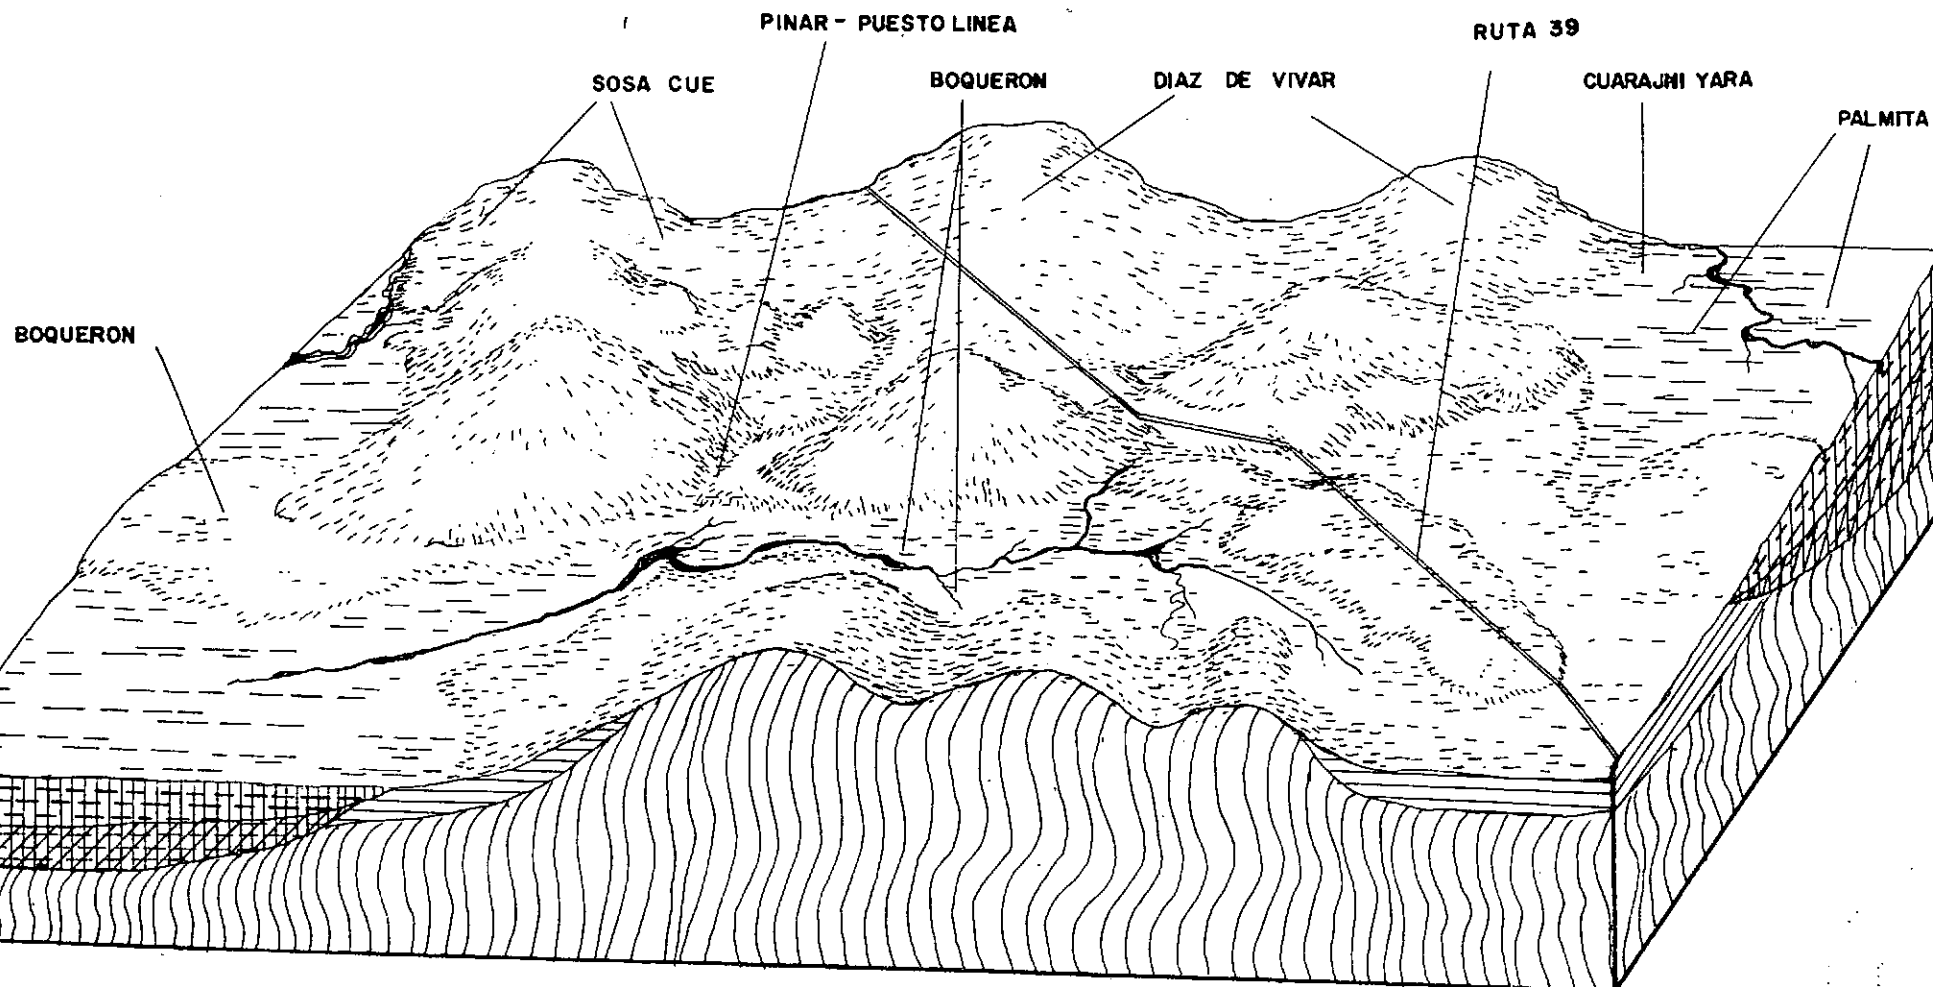 PINAR - PUESTO LINEA
RUTA 39
SOSA CUE
BOQUERON
DIAZ DE VIVAR
CUARAJHI YARA
PALMITA
BOQUERON